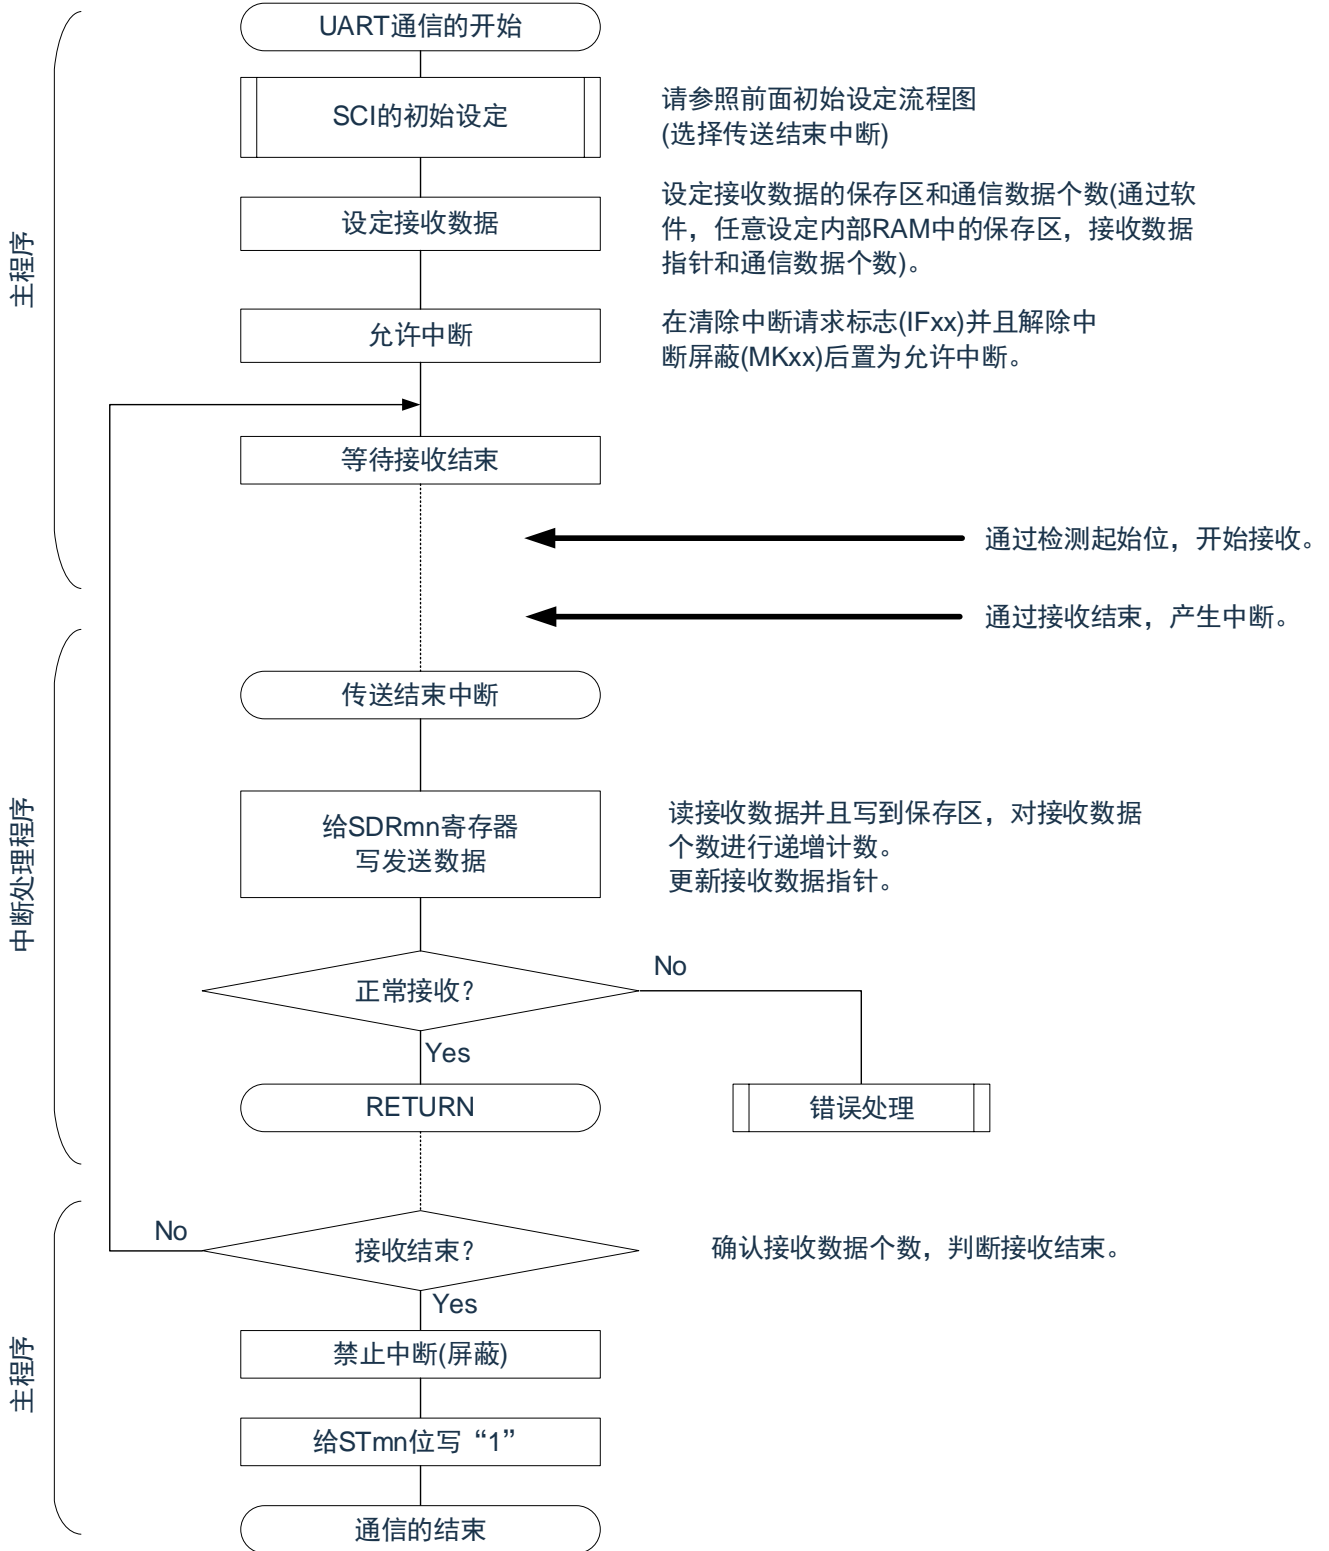 UART通信的开始
SCI的初始设定
请参照前面初始设定流程图
(选择传送结束中断)
设定接收数据
设定接收数据的保存区和通信数据个数(通过软
件，任意设定内部RAM中的保存区，接收数据
指针和通信数据个数)。
主程序
允许中断
在清除中断请求标志(IFxx)并且解除中
断屏蔽(MKxx)后置为允许中断。
等待接收结束
通过检测起始位，开始接收。
通过接收结束，产生中断。
传送结束中断
中断处理程序
给SDRmn寄存器
写发送数据
读接收数据并且写到保存区，对接收数据
个数进行递增计数。
更新接收数据指针。
正常接收？
No
Yes
RETURN
错误处理
No
接收结束？
确认接收数据个数，判断接收结束。
Yes
主程序
禁止中断(屏蔽)
给STmn位写“1”
通信的结束